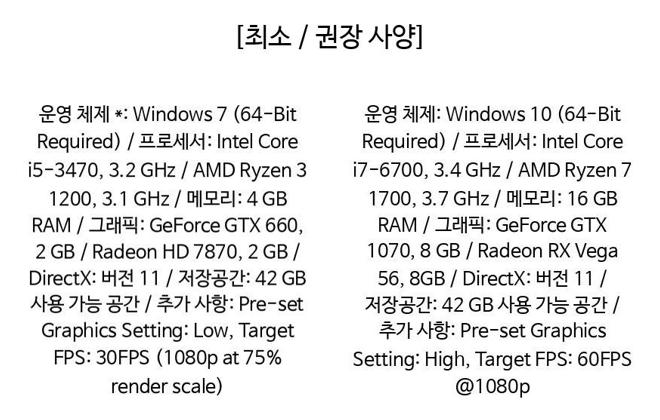 [최소 / 권장 사양]
운영 체제 *: Windows 7 (64-Bit
Required) / 프로세서: Intel Core
i5-3470, 3.2 GHz / AMD Ryzen 3
1200, 3.1 GHz / 메모리: 4 GB
RAM / 그래픽: GeForce GTX 660,
2 GB / Radeon HD 7870, 2 GB /
DirectX: 버전 11 / 저장공간: 42 GB
사용 가능 공간 / 추가 사항: Pre-set
Graphics Setting: Low, Target
FPS: 30FPS (1080p at 75%
render scale)
운영 체제: Windows 10 (64-Bit
Required) / 프로세서: Intel Core
i7-6700, 3.4 GHz / AMD Ryzen 7
1700, 3.7 GHz / 메모리: 16 GB
RAM / 그래픽: GeForce GTX
1070, 8 GB / Radeon RX Vega
56, 8GB / DirectX: 버전 11 /
저장공간: 42 GB 사용 가능 공간 /
추가 사항: Pre-set Graphics
Setting: High, Target FPS: 60FPS
@1080p